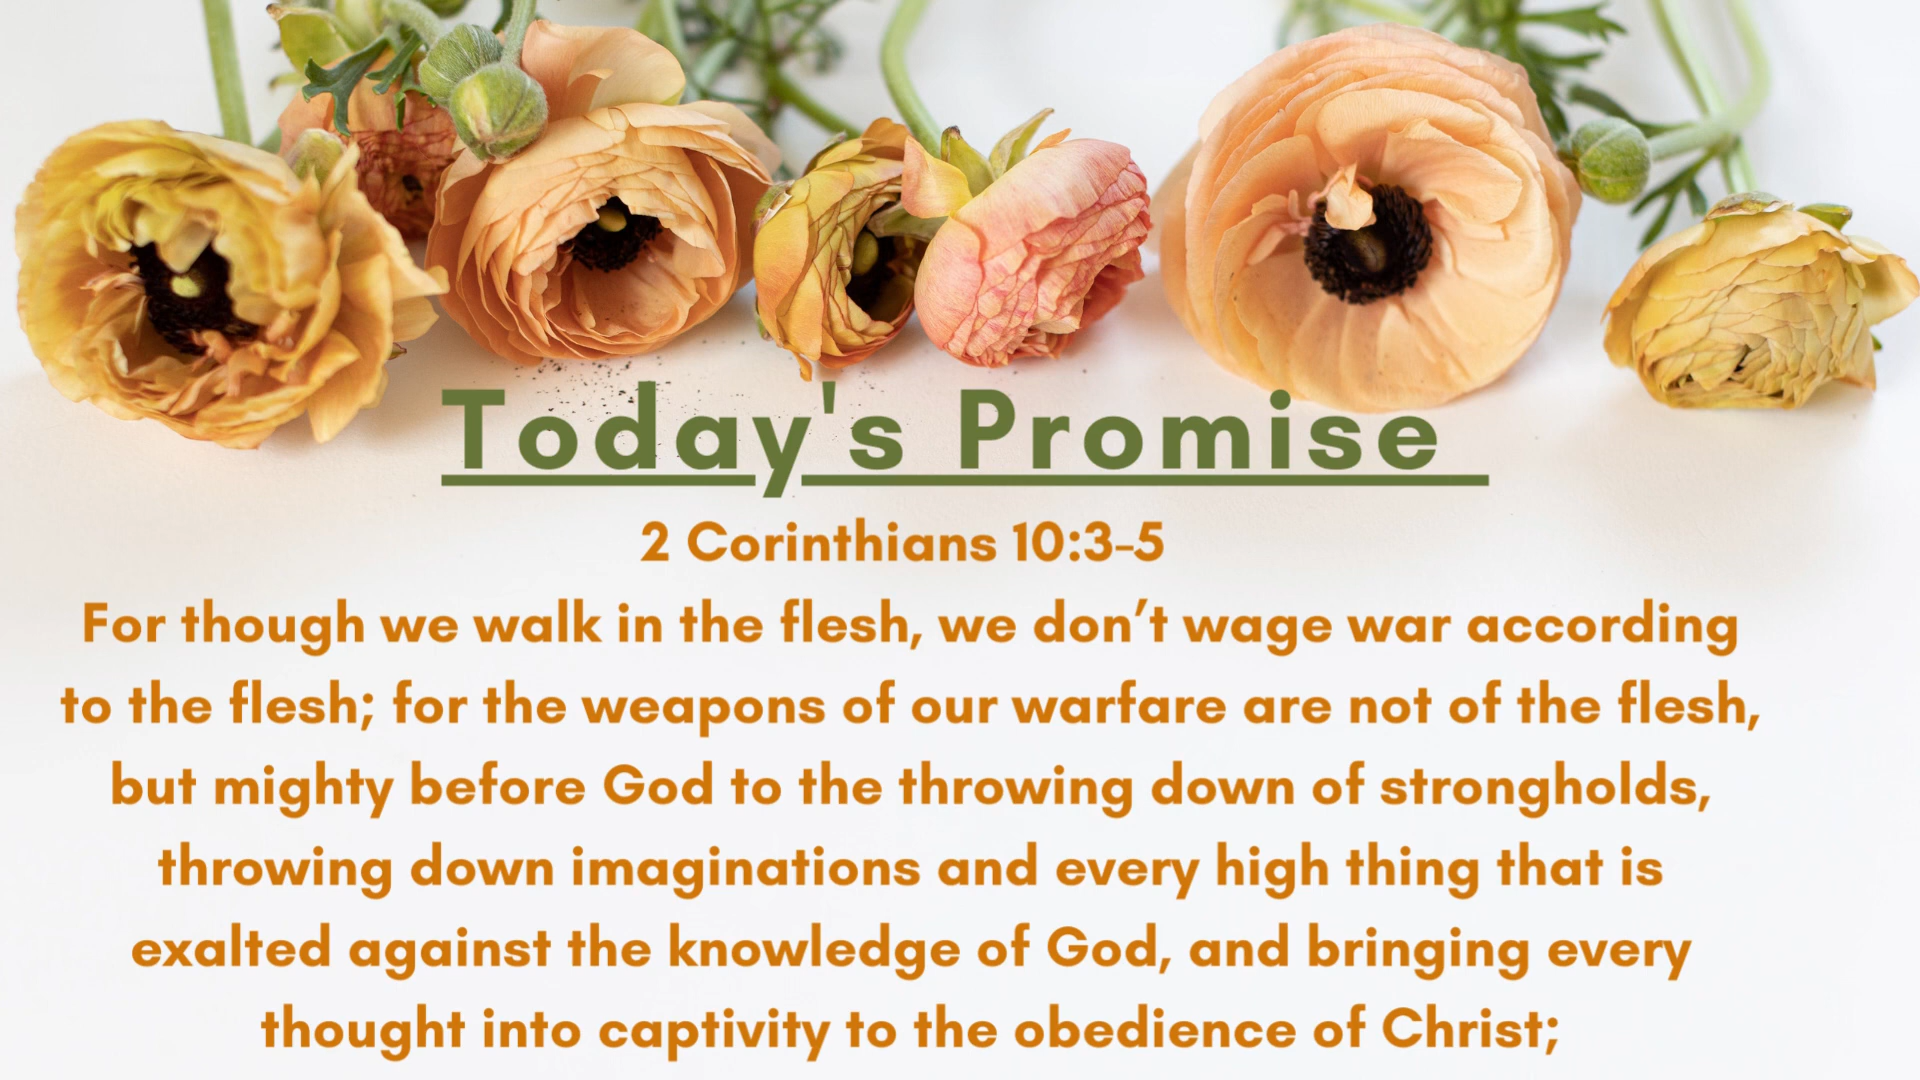 Today's Promise
2 Corinthians 10:3-5
For though we walk in the flesh, we don’t wage war according
to the flesh; for the weapons of our warfare are not of the flesh,
but mighty before God to the throwing down of strongholds,
throwing down imaginations and every high thing that is
exalted against the knowledge of God, and bringing every
thought into captivity to the obedience of Christ;